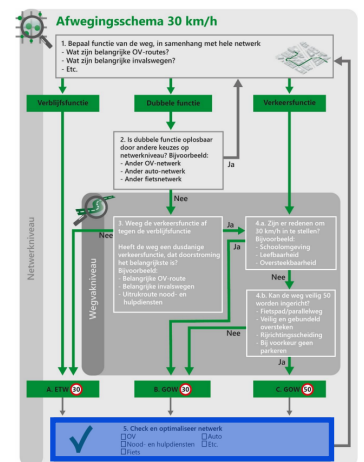 Afwegingsschema 30 km/h
1. Bepaal functie van de weg, in samenhang met hele netwerk
- Wat zijn belangrijke OV-routes?
- Wat zijn belangrijke invalswegen?
- Etc.
Verblijfsfunctie
Dubbele functie
Verkeersfunctie
2. Is dubbele functie oplosbaar
door andere keuzes op
netwerkniveau? Bijvoorbeeld:
- Ander OV-netwerk
- Ander auto-netwerk
- Ander fietsnetwerk
Ja
Nee
Netwerkniveau
Wegvakniveau
3. Weeg de verkeersfunctie af
tegen de verblijfsfunctie
Heeft de weg een dusdanige
verkeersfunctie, dat doorstroming
het belangrijkste is?
Bijvoorbeeld:
- Belangrijke OV-route
- Belangrijke invalswegen
- Uitrukroute nood- en
hulpdiensten
Ja
Nee
4.a. Zijn er redenen om
30 km/h in te stellen?
Bijvoorbeeld:
- Schoolomgeving
- Leefbaarheid
- Oversteekbaarheid
Ja
Nee
4.b. Kan de weg veilig 50
worden ingericht?
- Fietspad/parallelweg
- Veilig en gebundeld
oversteken
- Rijrichtingsscheiding
- Bij voorkeur geen
parkeren
Nee
Ja
A. ETW 30
B. GOW 30
C. GOW 50
5. Check en optimaliseer netwerk
OV
Auto
Nood- en hulpdiensten
Etc.
Fiets